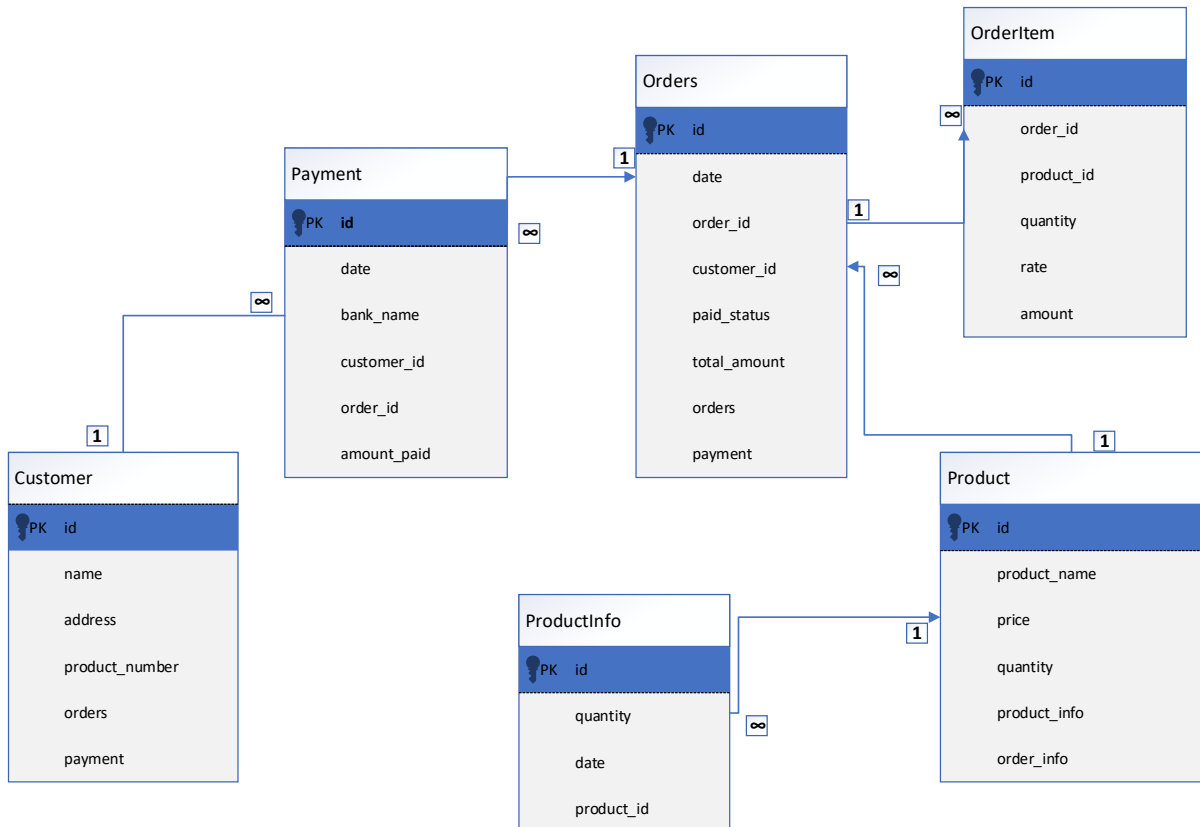 OrderItem
PK id
order_id
product_id
quantity
rate
amount
∞
Orders
PK id
date
order_id
customer_id
paid_status
total_amount
orders
payment
1
1
∞
Payment
PK id
date
bank_name
customer_id
order_id
amount_paid
∞
∞
1
Customer
PK id
name
address
product_number
orders
payment
1
Product
PK id
product_name
price
quantity
product_info
order_info
1
ProductInfo
PK id
quantity
date
product_id
∞